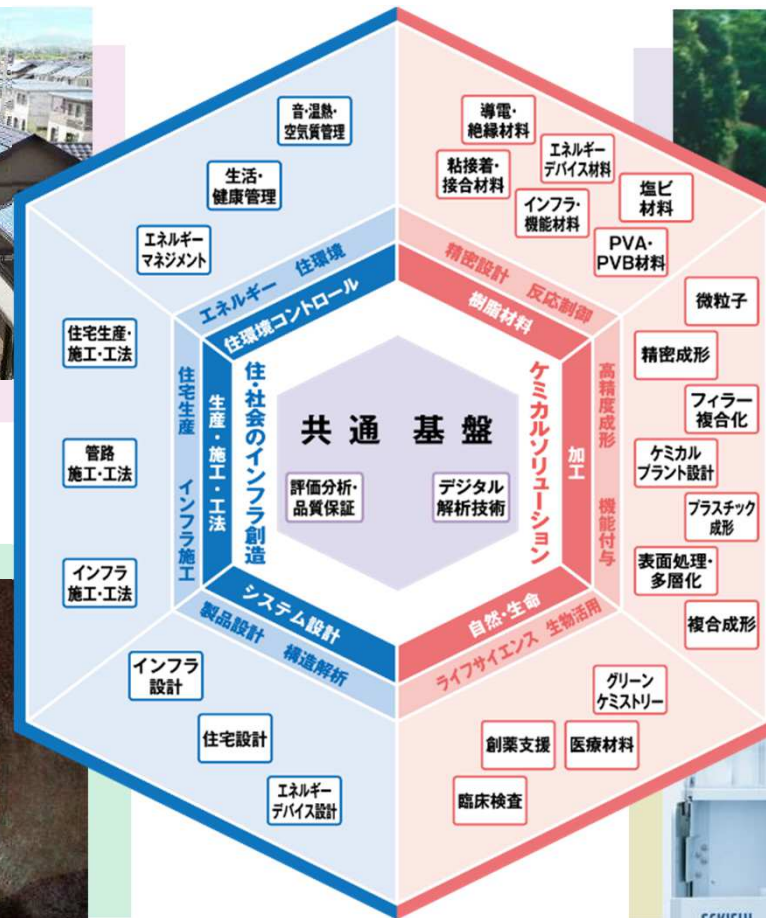 音・温熱・
空気質管理
生活・
健康管理
エネルギー
マネジメント
エネルギー　住環境
住環境コントロール
導電・
絶縁材料
エネルギー
デバイス材料
粘接着・
接合材料
塩ビ
材料
インフラ・
機能材料
PVA・
PVB材料
精密設計　反応制御
樹脂材料
住宅生産・
施工・工法
管路
施工・工法
インフラ
施工・工法
住宅生産　インフラ施工
生産・施工・工法
住・社会のインフラ創造
共通 基盤
評価分析・
品質保証
デジタル
解析技術
ケミカルソリューション
加工
高精度成形　機能付与
微粒子
精密成形
フィラー
複合化
ケミカル
プラント設計
プラスチック
成形
表面処理・
多層化
複合成形
システム設計
製品設計　構造解析
インフラ
設計
住宅設計
エネルギー
デバイス設計
自然・生命
ライフサイエンス　生物活用
グリーン
ケミストリー
創薬支援
医療材料
臨床検査
SEKISUI